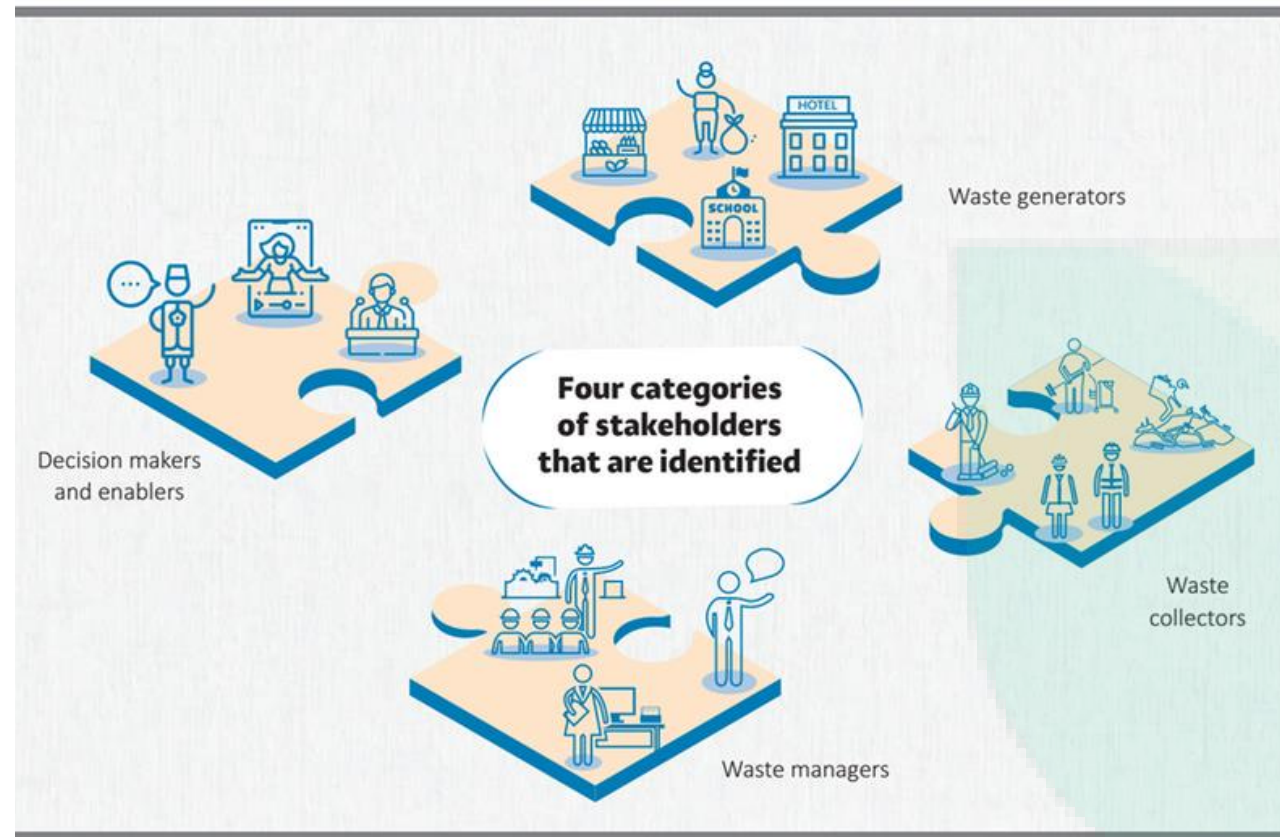 HOTEL
SCHOOL
Waste generators
Four categories
of stakeholders
that are identified
Decision makers
and enablers
Waste
collectors
Waste managers